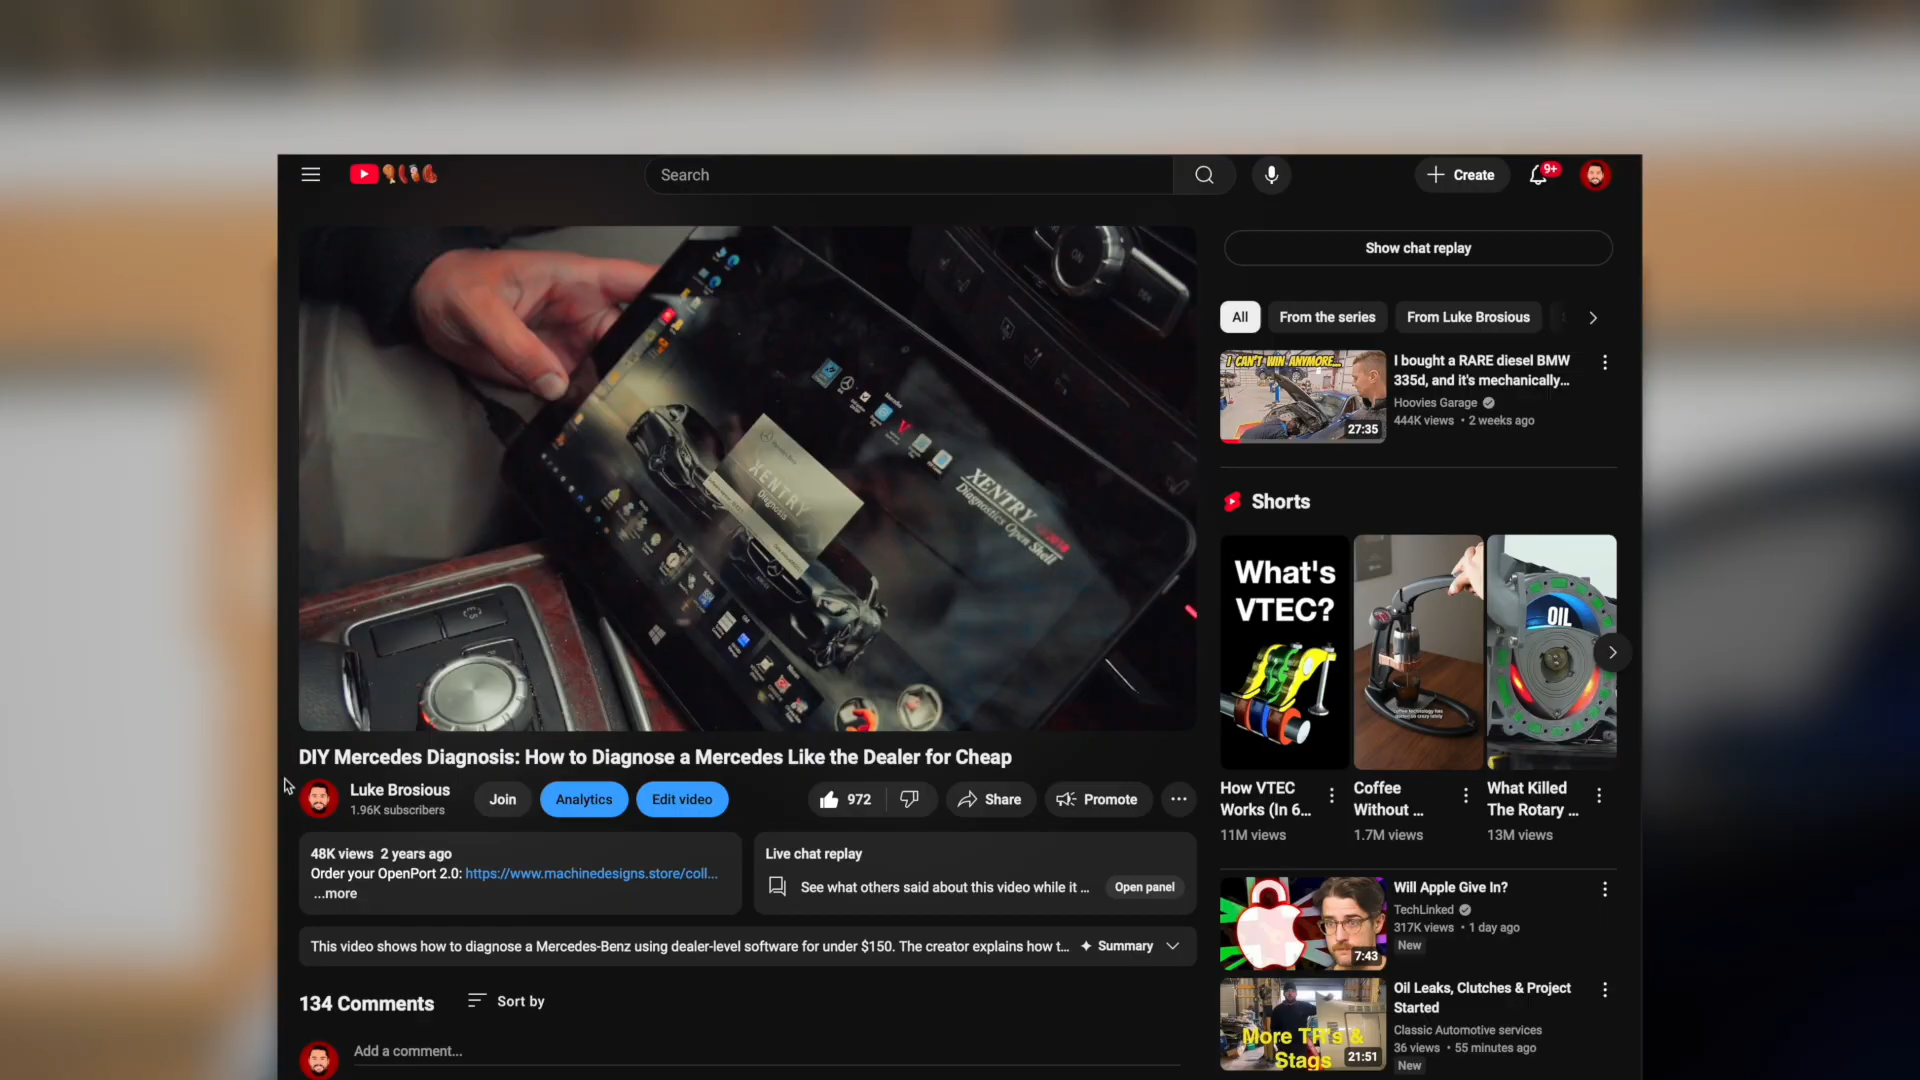 Search
Create
9+
XENTRY
Diagnosis
XENTRY
Diagnostics Open Shell
ON
Show chat replay
All
From the series
From Luke Brosious
I CAN'T WIN ANYMORE...
27:35
I bought a RARE diesel BMW
335d, and it's mechanically...
Hoovies Garage
444K views • 2 weeks ago
Shorts
What's
VTEC?
OIL
How VTEC
Works (In 6...
11M views
Coffee
Without ...
1.7M views
What Killed
The Rotary ...
13M views
DIY Mercedes Diagnosis: How to Diagnose a Mercedes Like the Dealer for Cheap
Luke Brosious
1.96K subscribers
Join
Analytics
Edit video
972
Share
Promote
48K views 2 years ago
Order your OpenPort 2.0: https://www.machinedesigns.store/coll...
...more
Live chat replay
See what others said about this video while it ...
Open panel
This video shows how to diagnose a Mercedes-Benz using dealer-level software for under $150. The creator explains how t...
Summary
134 Comments
Sort by
Add a comment...
7:43
Will Apple Give In?
TechLinked
317K views • 1 day ago
New
More TR's &
Stags
21:51
Oil Leaks, Clutches & Project
Started
Classic Automotive services
36 views • 55 minutes ago
New